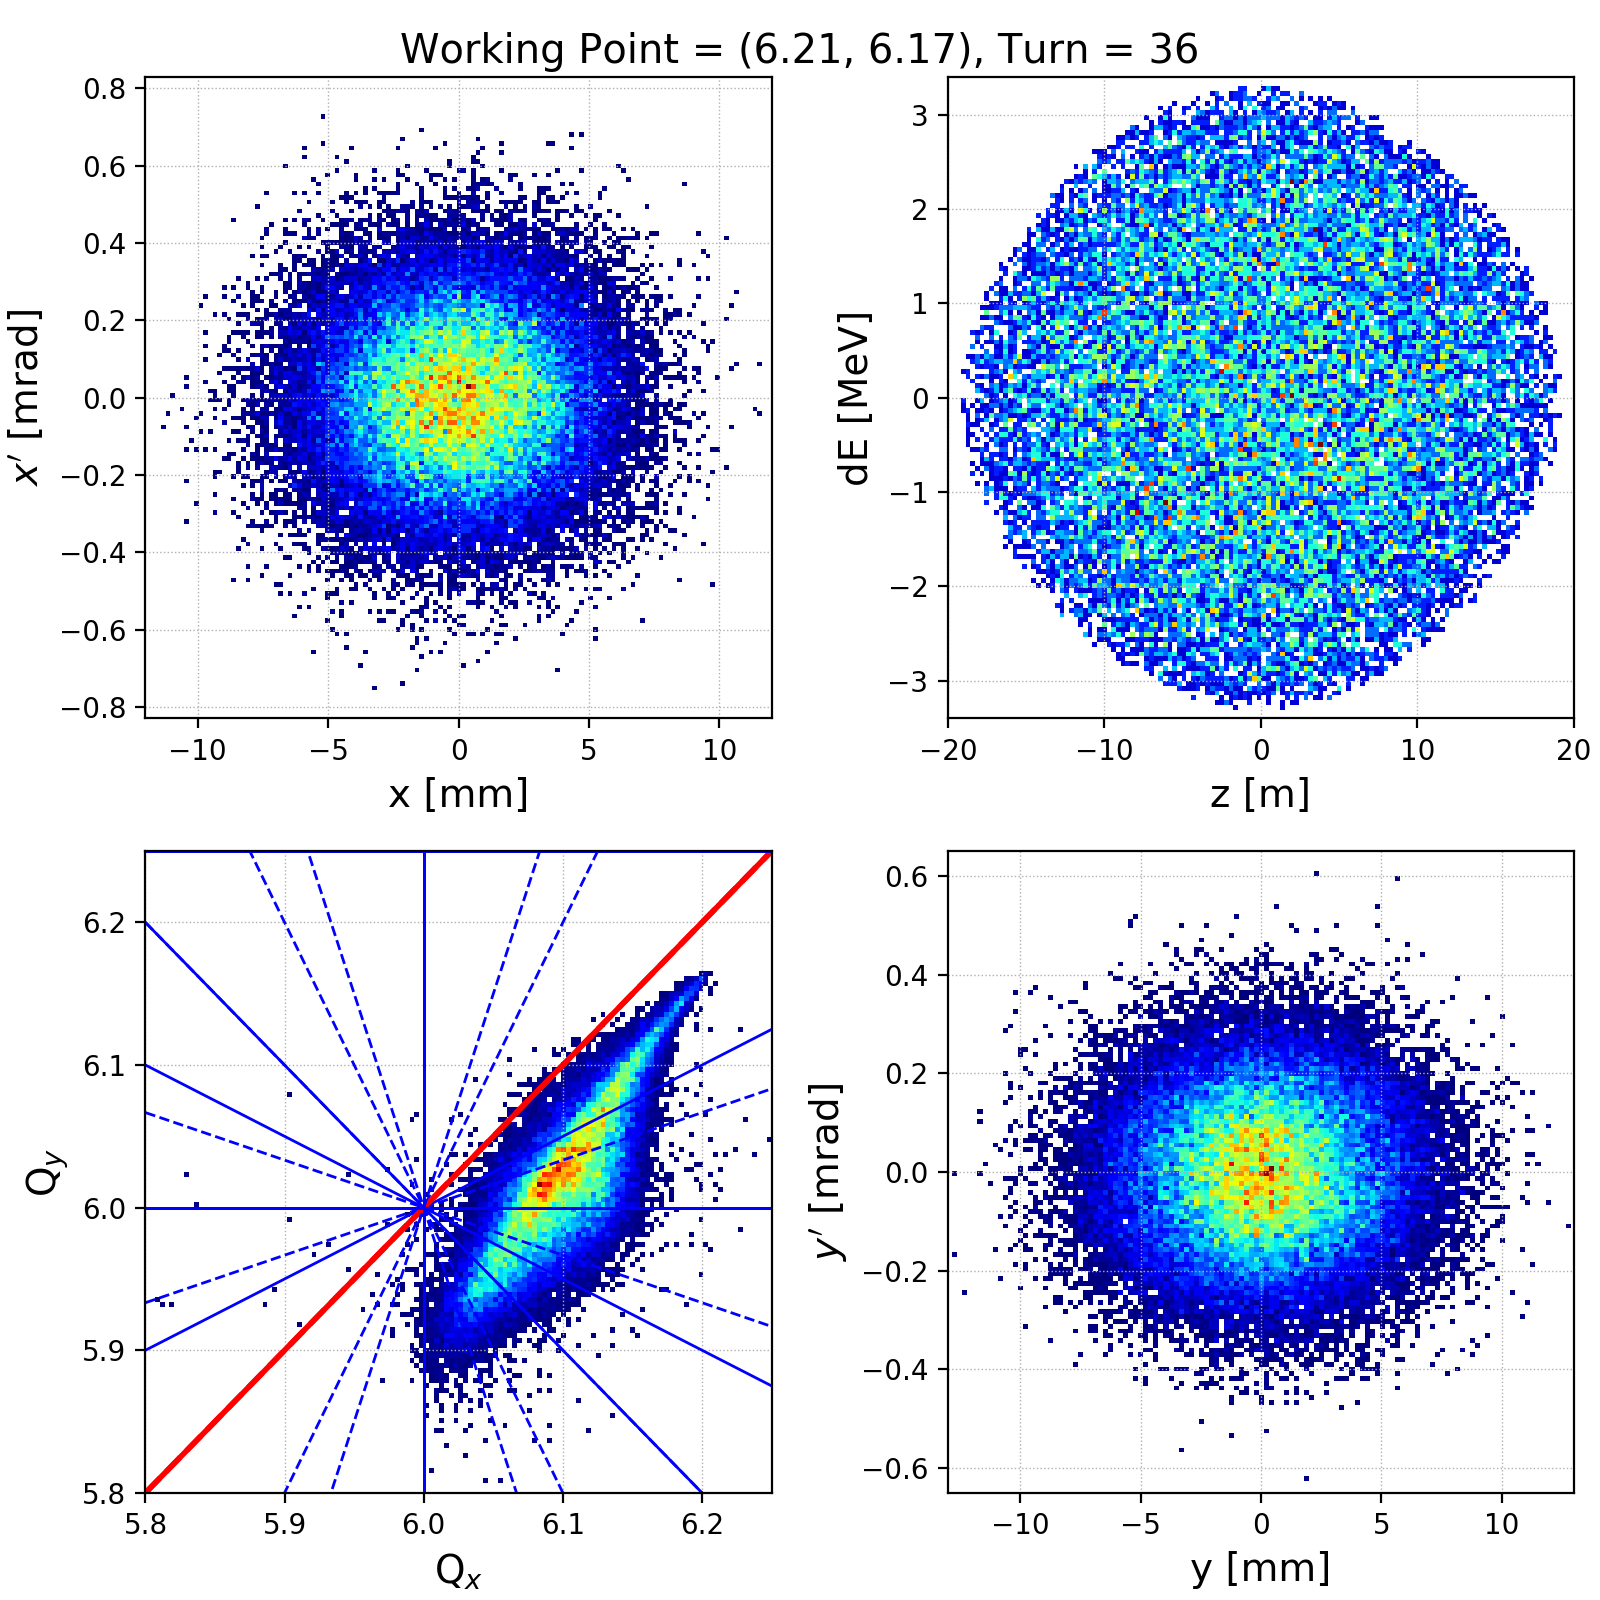 Working Point = (6.21, 6.17), Turn = 36
0.8
0.6
0.4
0.2
0.0
−0.2
−0.4
−0.6
−0.8
x′ [mrad]
−10 −5 0 5 10
x [mm]
3
2
1
0
−1
−2
−3
dE [MeV]
−20 −10 0 10 20
z [m]
6.2
6.1
6.0
5.9
5.8
Qy
5.8 5.9 6.0 6.1 6.2
Qx
0.6
0.4
0.2
0.0
−0.2
−0.4
−0.6
y′ [mrad]
−10 −5 0 5 10
y [mm]